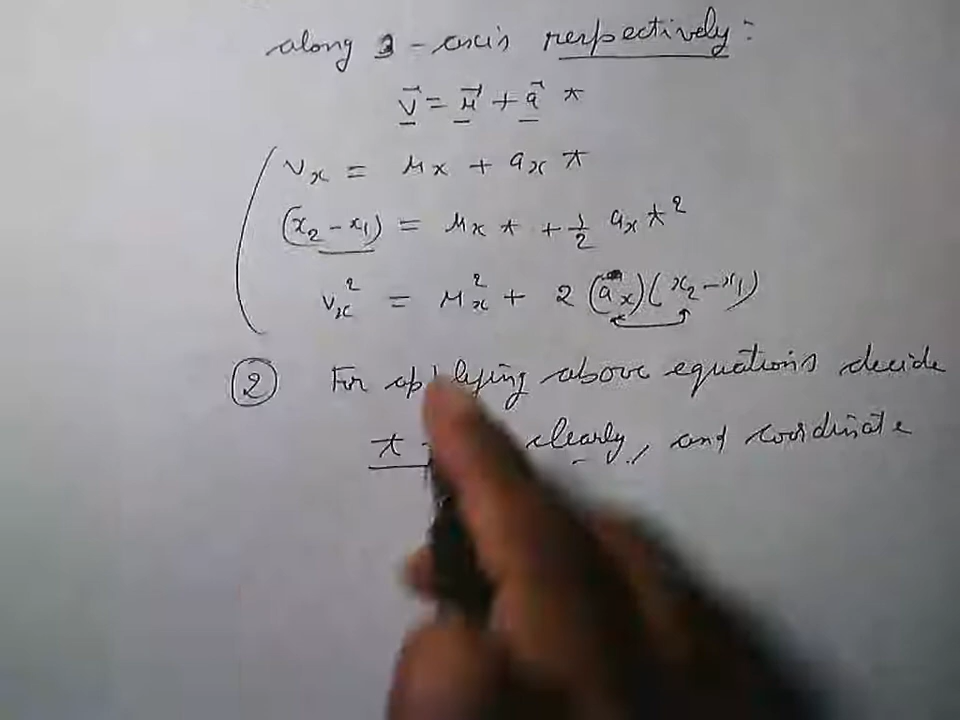 along 3-axis respectively:
v⃗ = u⃗ + a⃗ t
vₓ = uₓ + aₓ t
(x₂ - x₁) = uₓ t + 1/2 aₓ t²
vₓ² = uₓ² + 2 (aₓ)(x₂ - x₁)
② For applying above equations decide
t clearly, and coordinate